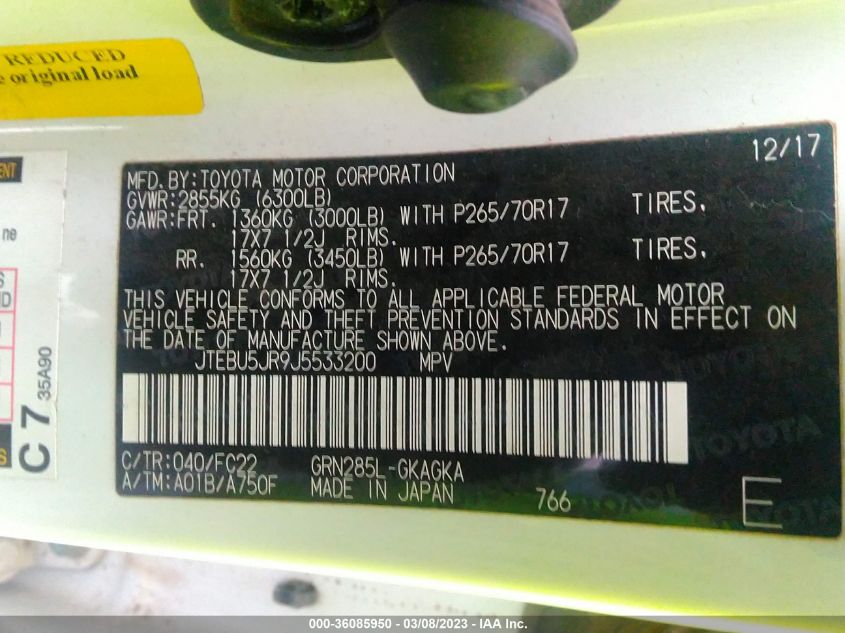 REDUCED
e original load
12/17
MFD.BY:TOYOTA MOTOR CORPORATION
GVWR:2855KG (6300LB)
GAWR:FRT. 1360KG (3000LB) WITH P265/70R17 TIRES,
17X7 1/2J RIMS.
RR. 1560KG (3450LB) WITH P265/70R17 TIRES,
17X7 1/2J RIMS.
THIS VEHICLE CONFORMS TO ALL APPLICABLE FEDERAL MOTOR
VEHICLE SAFETY AND THEFT PREVENTION STANDARDS IN EFFECT ON
THE DATE OF MANUFACTURE SHOWN ABOVE.
JTEBU5JR9J5533200 MPV
C/TR:040/FC22 GRN285L-GKAGKA
A/TM:A01B/A750F MADE IN JAPAN 766 E
ENT
ne
S
ND
C 7 35A90
S
TOYOTA
000-36085950 - 03/08/2023 - IAA Inc.